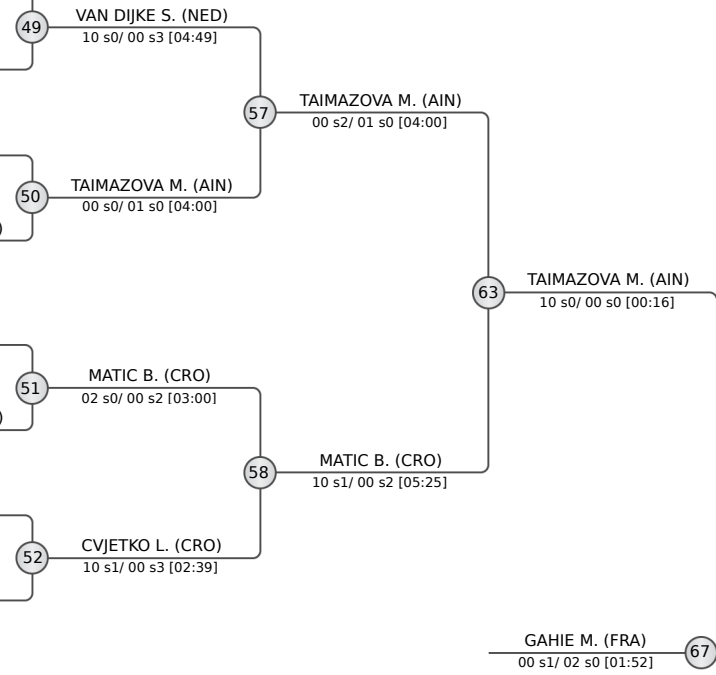 49
VAN DIJKE S. (NED)
10 s0/ 00 s3 [04:49]
57
TAIMAZOVA M. (AIN)
00 s2/ 01 s0 [04:00]
50
TAIMAZOVA M. (AIN)
00 s0/ 01 s0 [04:00]
)
63
TAIMAZOVA M. (AIN)
10 s0/ 00 s0 [00:16]
51
MATIC B. (CRO)
02 s0/ 00 s2 [03:00]
)
58
MATIC B. (CRO)
10 s1/ 00 s2 [05:25]
52
CVJETKO L. (CRO)
10 s1/ 00 s3 [02:39]
GAHIE M. (FRA)
00 s1/ 02 s0 [01:52]
67